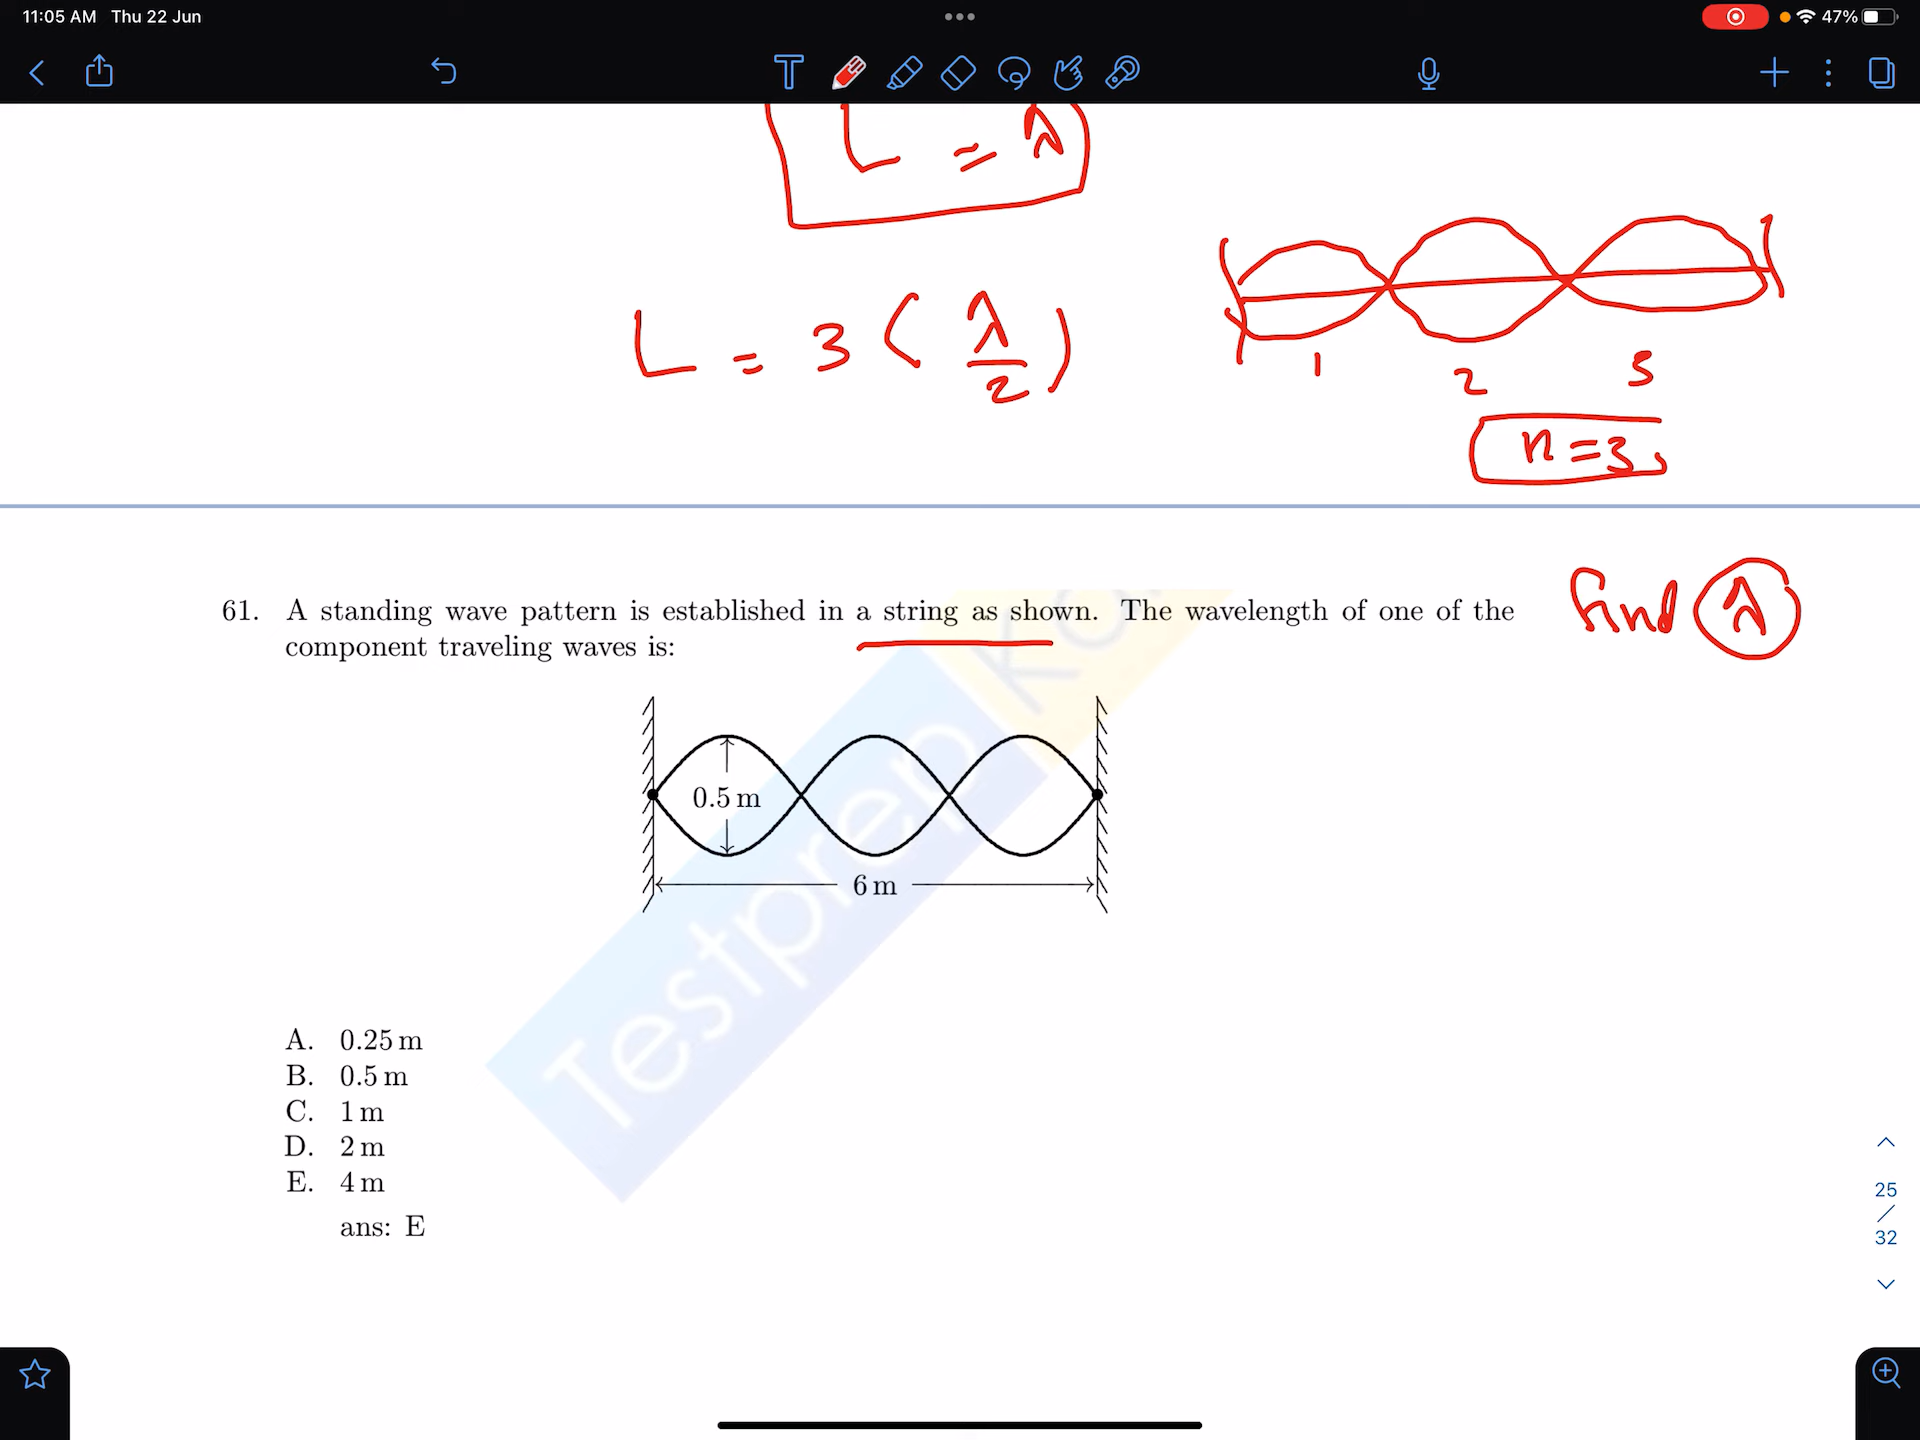 11:05 AM Thu 22 Jun
47%
L = λ
L = 3 ( λ/2 )
1 2 3
n = 3
61. A standing wave pattern is established in a string as shown. The wavelength of one of the
component traveling waves is:
find λ
0.5 m
6 m
Testprep
A. 0.25 m
B. 0.5 m
C. 1 m
D. 2 m
E. 4 m
ans: E
25
/
32